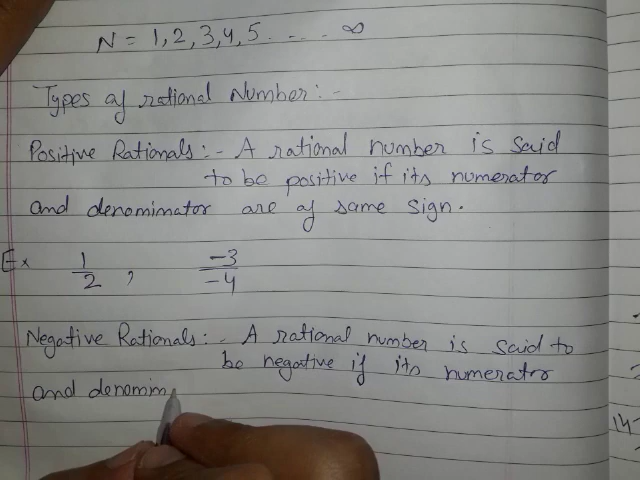 N = 1,2,3,4,5. - - . ∞
Types of rational Number:-
Positive Rationals:- A rational number is said
to be positive if its numerator
and denominator are of same sign.
Ex 1/2 , -3/-4
Negative Rationals:- A rational number is said to
be negative if its numerator
and denomin
14